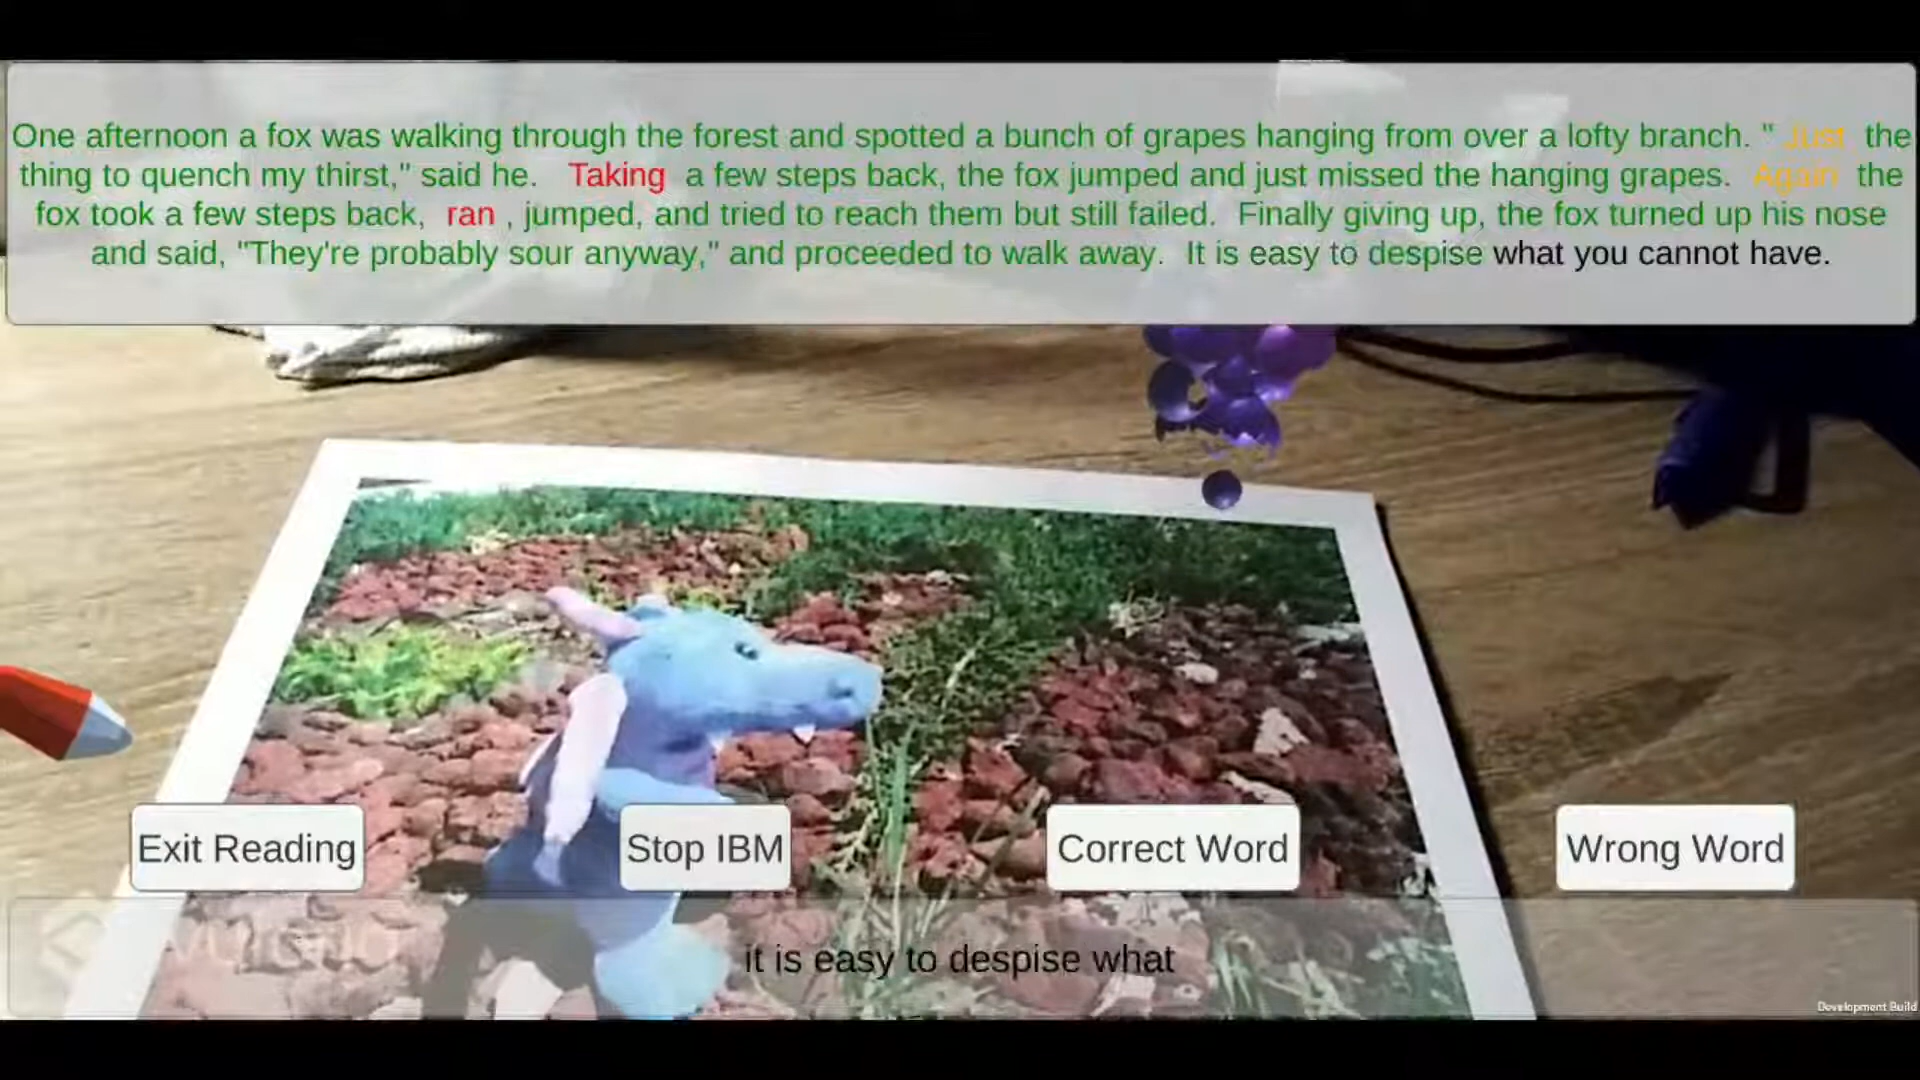 One afternoon a fox was walking through the forest and spotted a bunch of grapes hanging from over a lofty branch. " Just the
thing to quench my thirst," said he. Taking a few steps back, the fox jumped and just missed the hanging grapes. Again the
fox took a few steps back, ran , jumped, and tried to reach them but still failed. Finally giving up, the fox turned up his nose
and said, "They're probably sour anyway," and proceeded to walk away. It is easy to despise what you cannot have.
Exit Reading
Stop IBM
Correct Word
Wrong Word
it is easy to despise what
Development Build